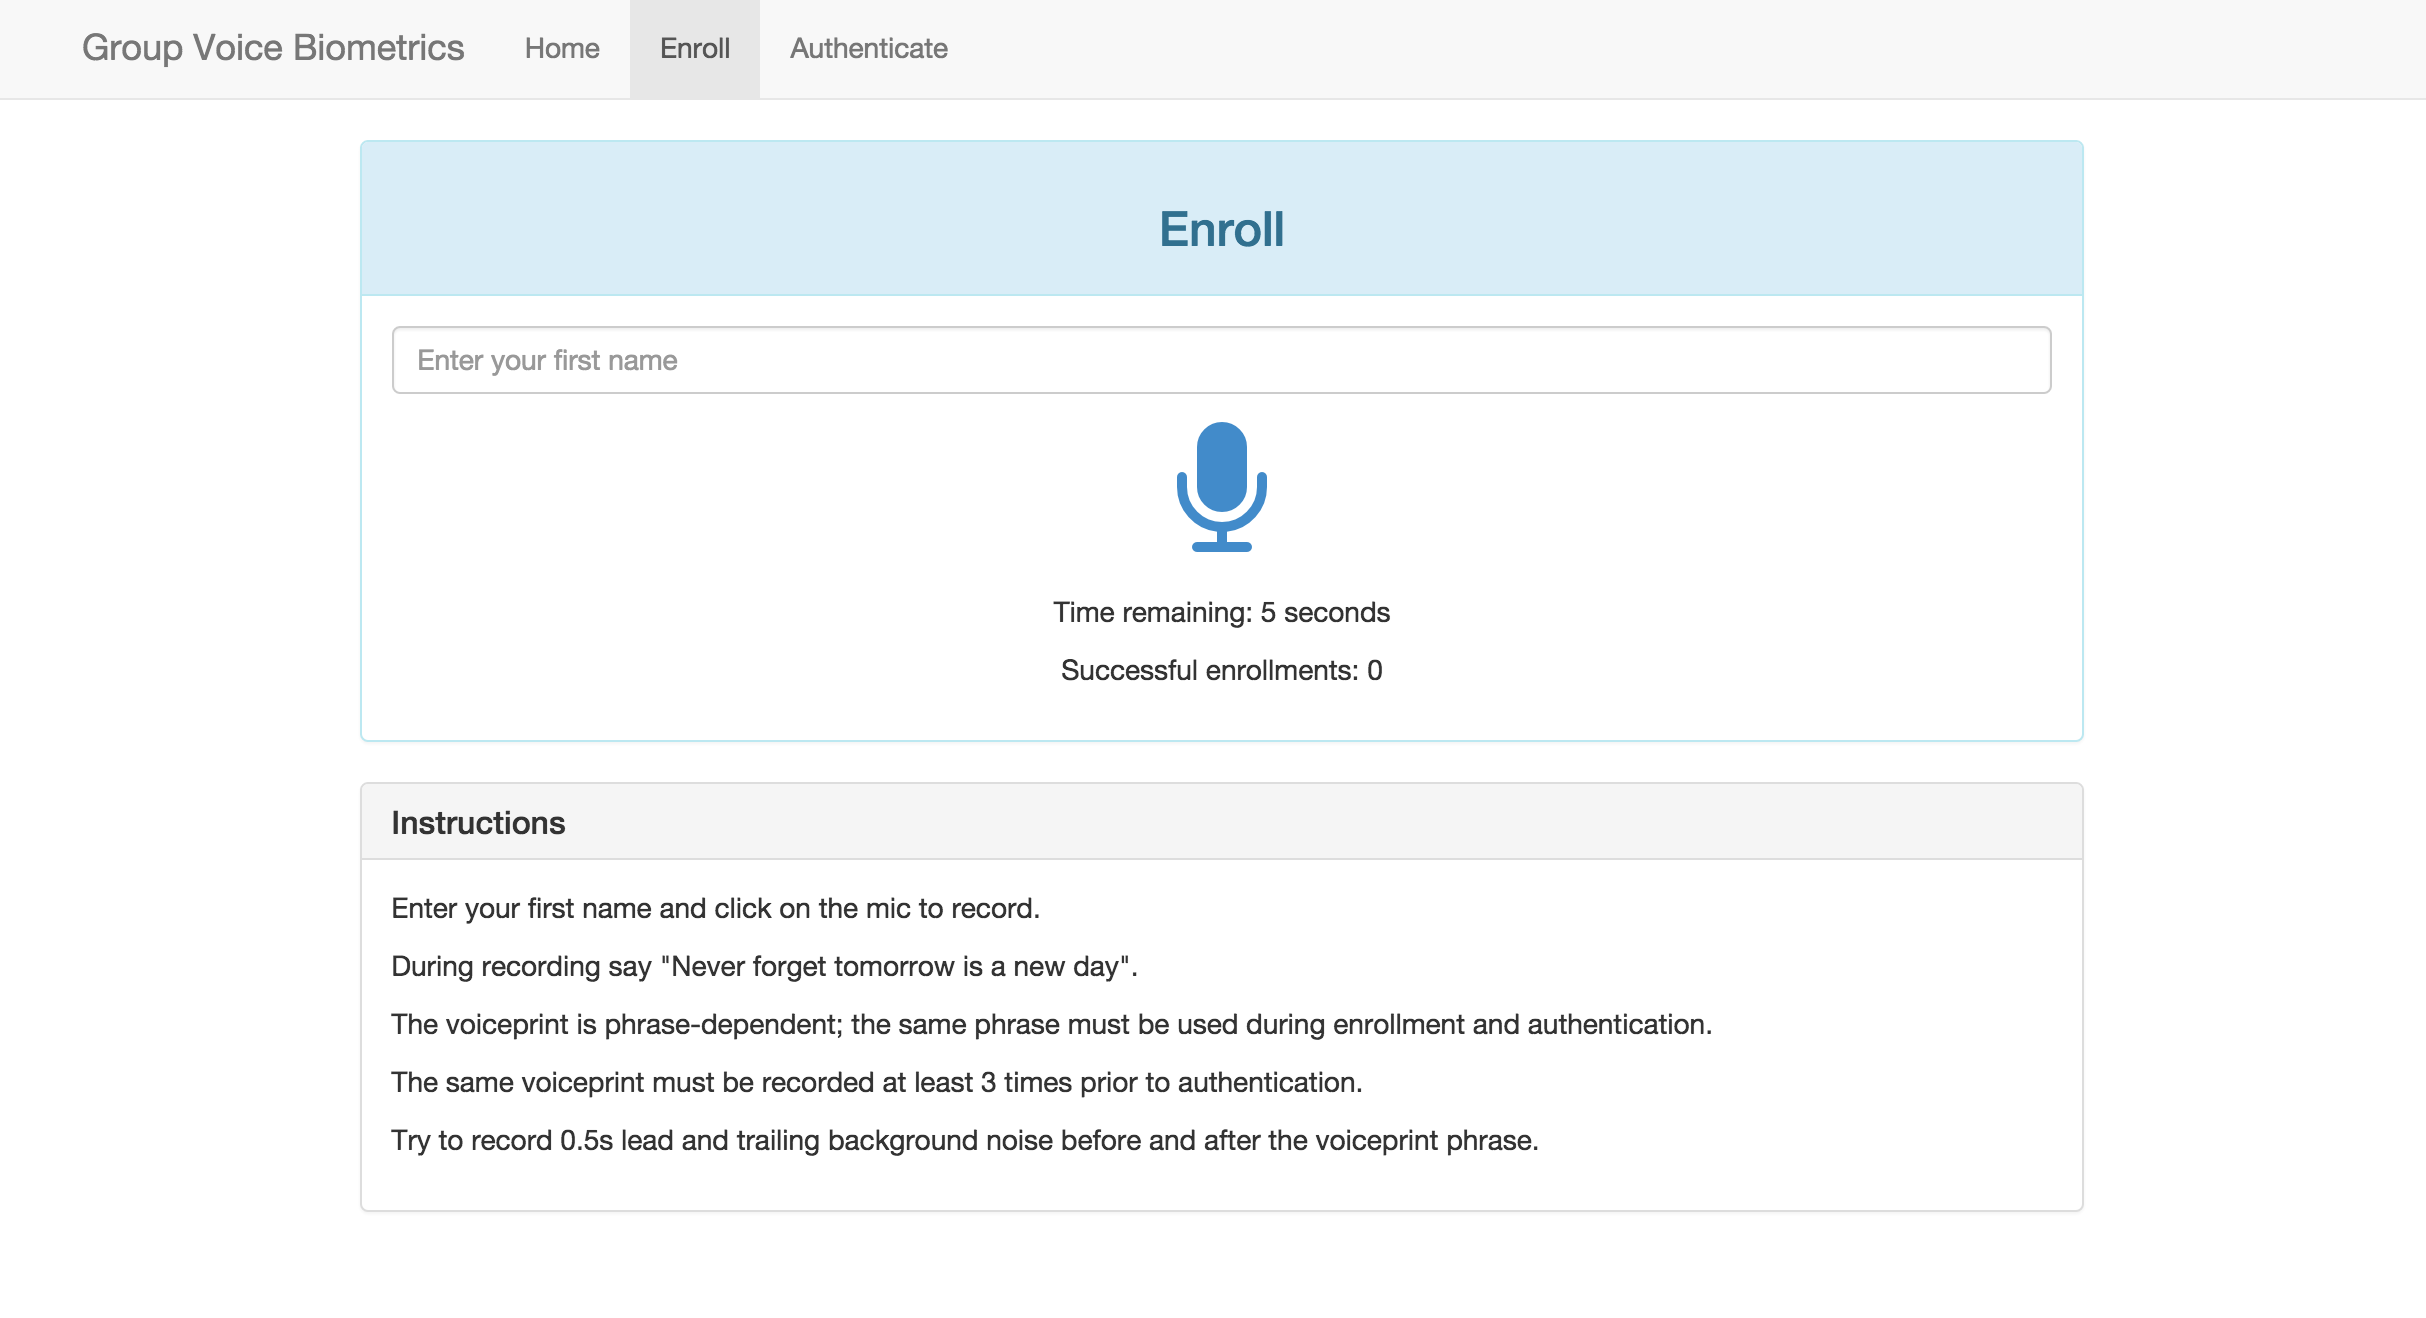 Group Voice Biometrics Home Enroll Authenticate
Enroll
Enter your first name
Time remaining: 5 seconds
Successful enrollments: 0
Instructions
Enter your first name and click on the mic to record.
During recording say "Never forget tomorrow is a new day".
The voiceprint is phrase-dependent; the same phrase must be used during enrollment and authentication.
The same voiceprint must be recorded at least 3 times prior to authentication.
Try to record 0.5s lead and trailing background noise before and after the voiceprint phrase.